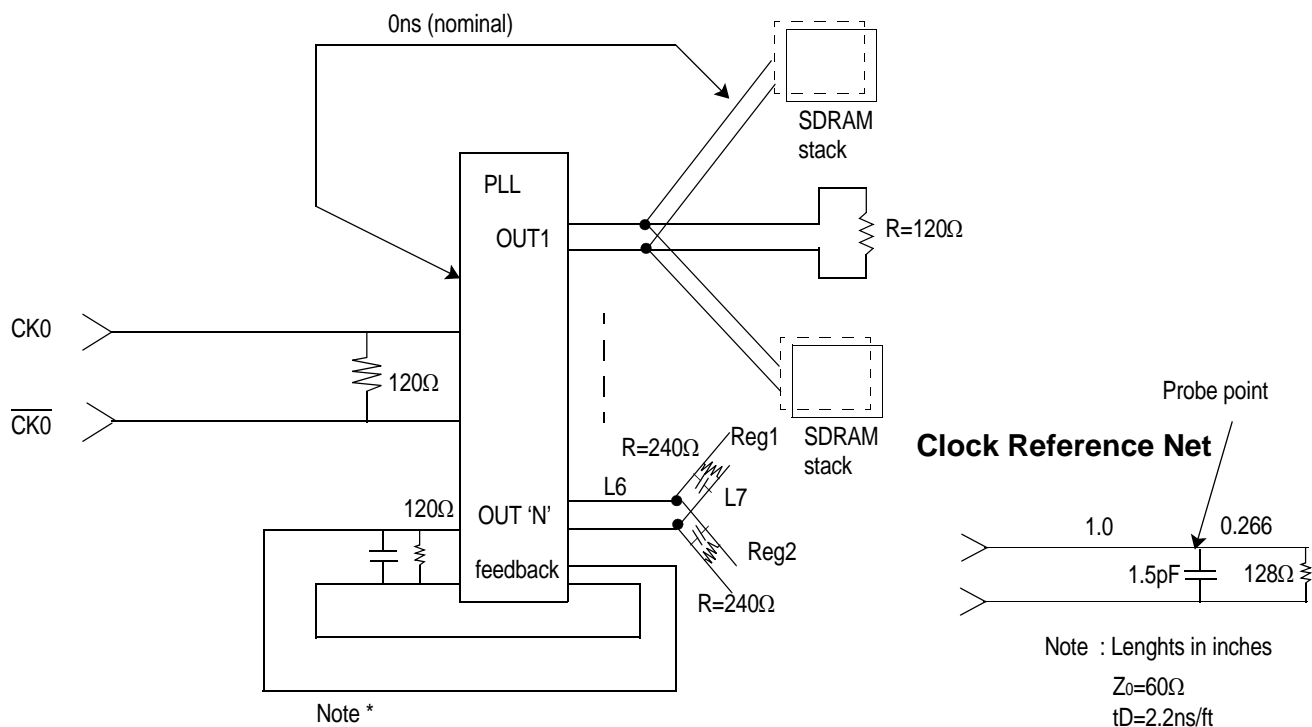 0ns (nominal)
SDRAM
stack
PLL
OUT1
R=120Ω
CK0
120Ω
CK0
SDRAM
stack
Probe point
Clock Reference Net
Reg1
R=240Ω
L6
L7
120Ω
OUT ‘N’
Reg2
feedback
R=240Ω
1.0
0.266
1.5pF
128Ω
Note : Lenghts in inches
Z0=60Ω
tD=2.2ns/ft
Note *